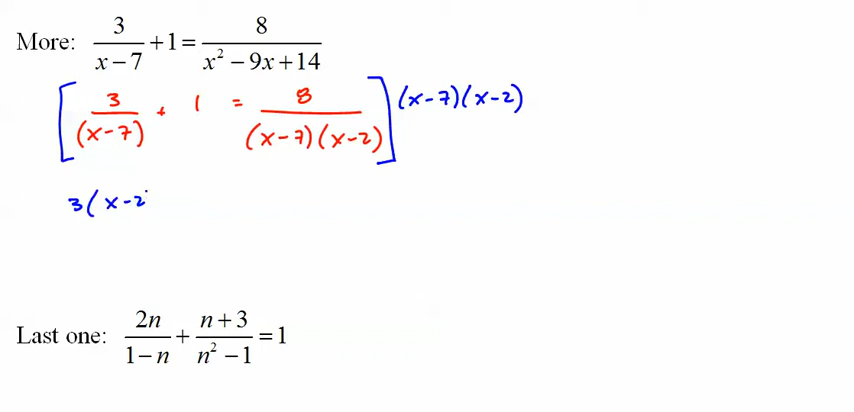 More: 3/(x−7) + 1 = 8/(x² − 9x + 14)
[3/(x−7) + 1 = 8/((x−7)(x−2))] (x−7)(x−2)
3(x−2
Last one: 2n/(1−n) + (n+3)/(n² −1) = 1